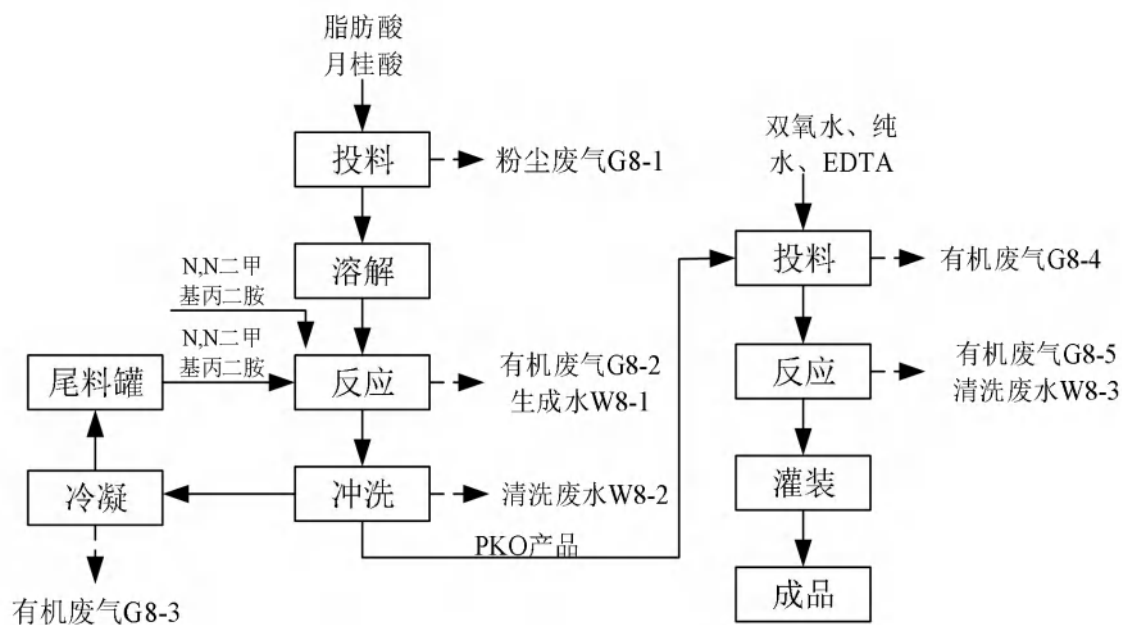 脂肪酸
月桂酸
投料
粉尘废气G8-1
溶解
N,N二甲
基丙二胺
N,N二甲
基丙二胺
尾料罐
反应
有机废气G8-2
生成水W8-1
冷凝
冲洗
清洗废水W8-2
PKO产品
有机废气G8-3
双氧水、纯
水、EDTA
投料
有机废气G8-4
反应
有机废气G8-5
清洗废水W8-3
灌装
成品